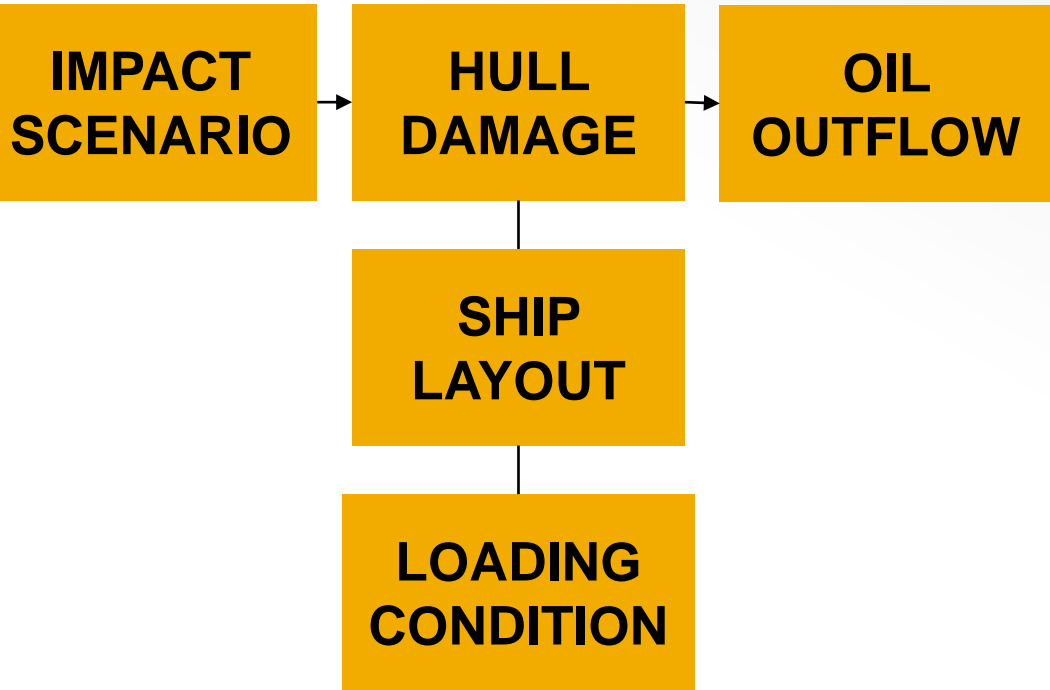 IMPACT
SCENARIO
HULL
DAMAGE
OIL
OUTFLOW
SHIP
LAYOUT
LOADING
CONDITION